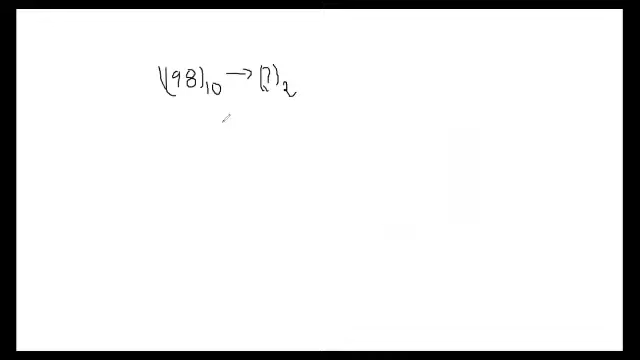 (98)₁₀ → (?)₂